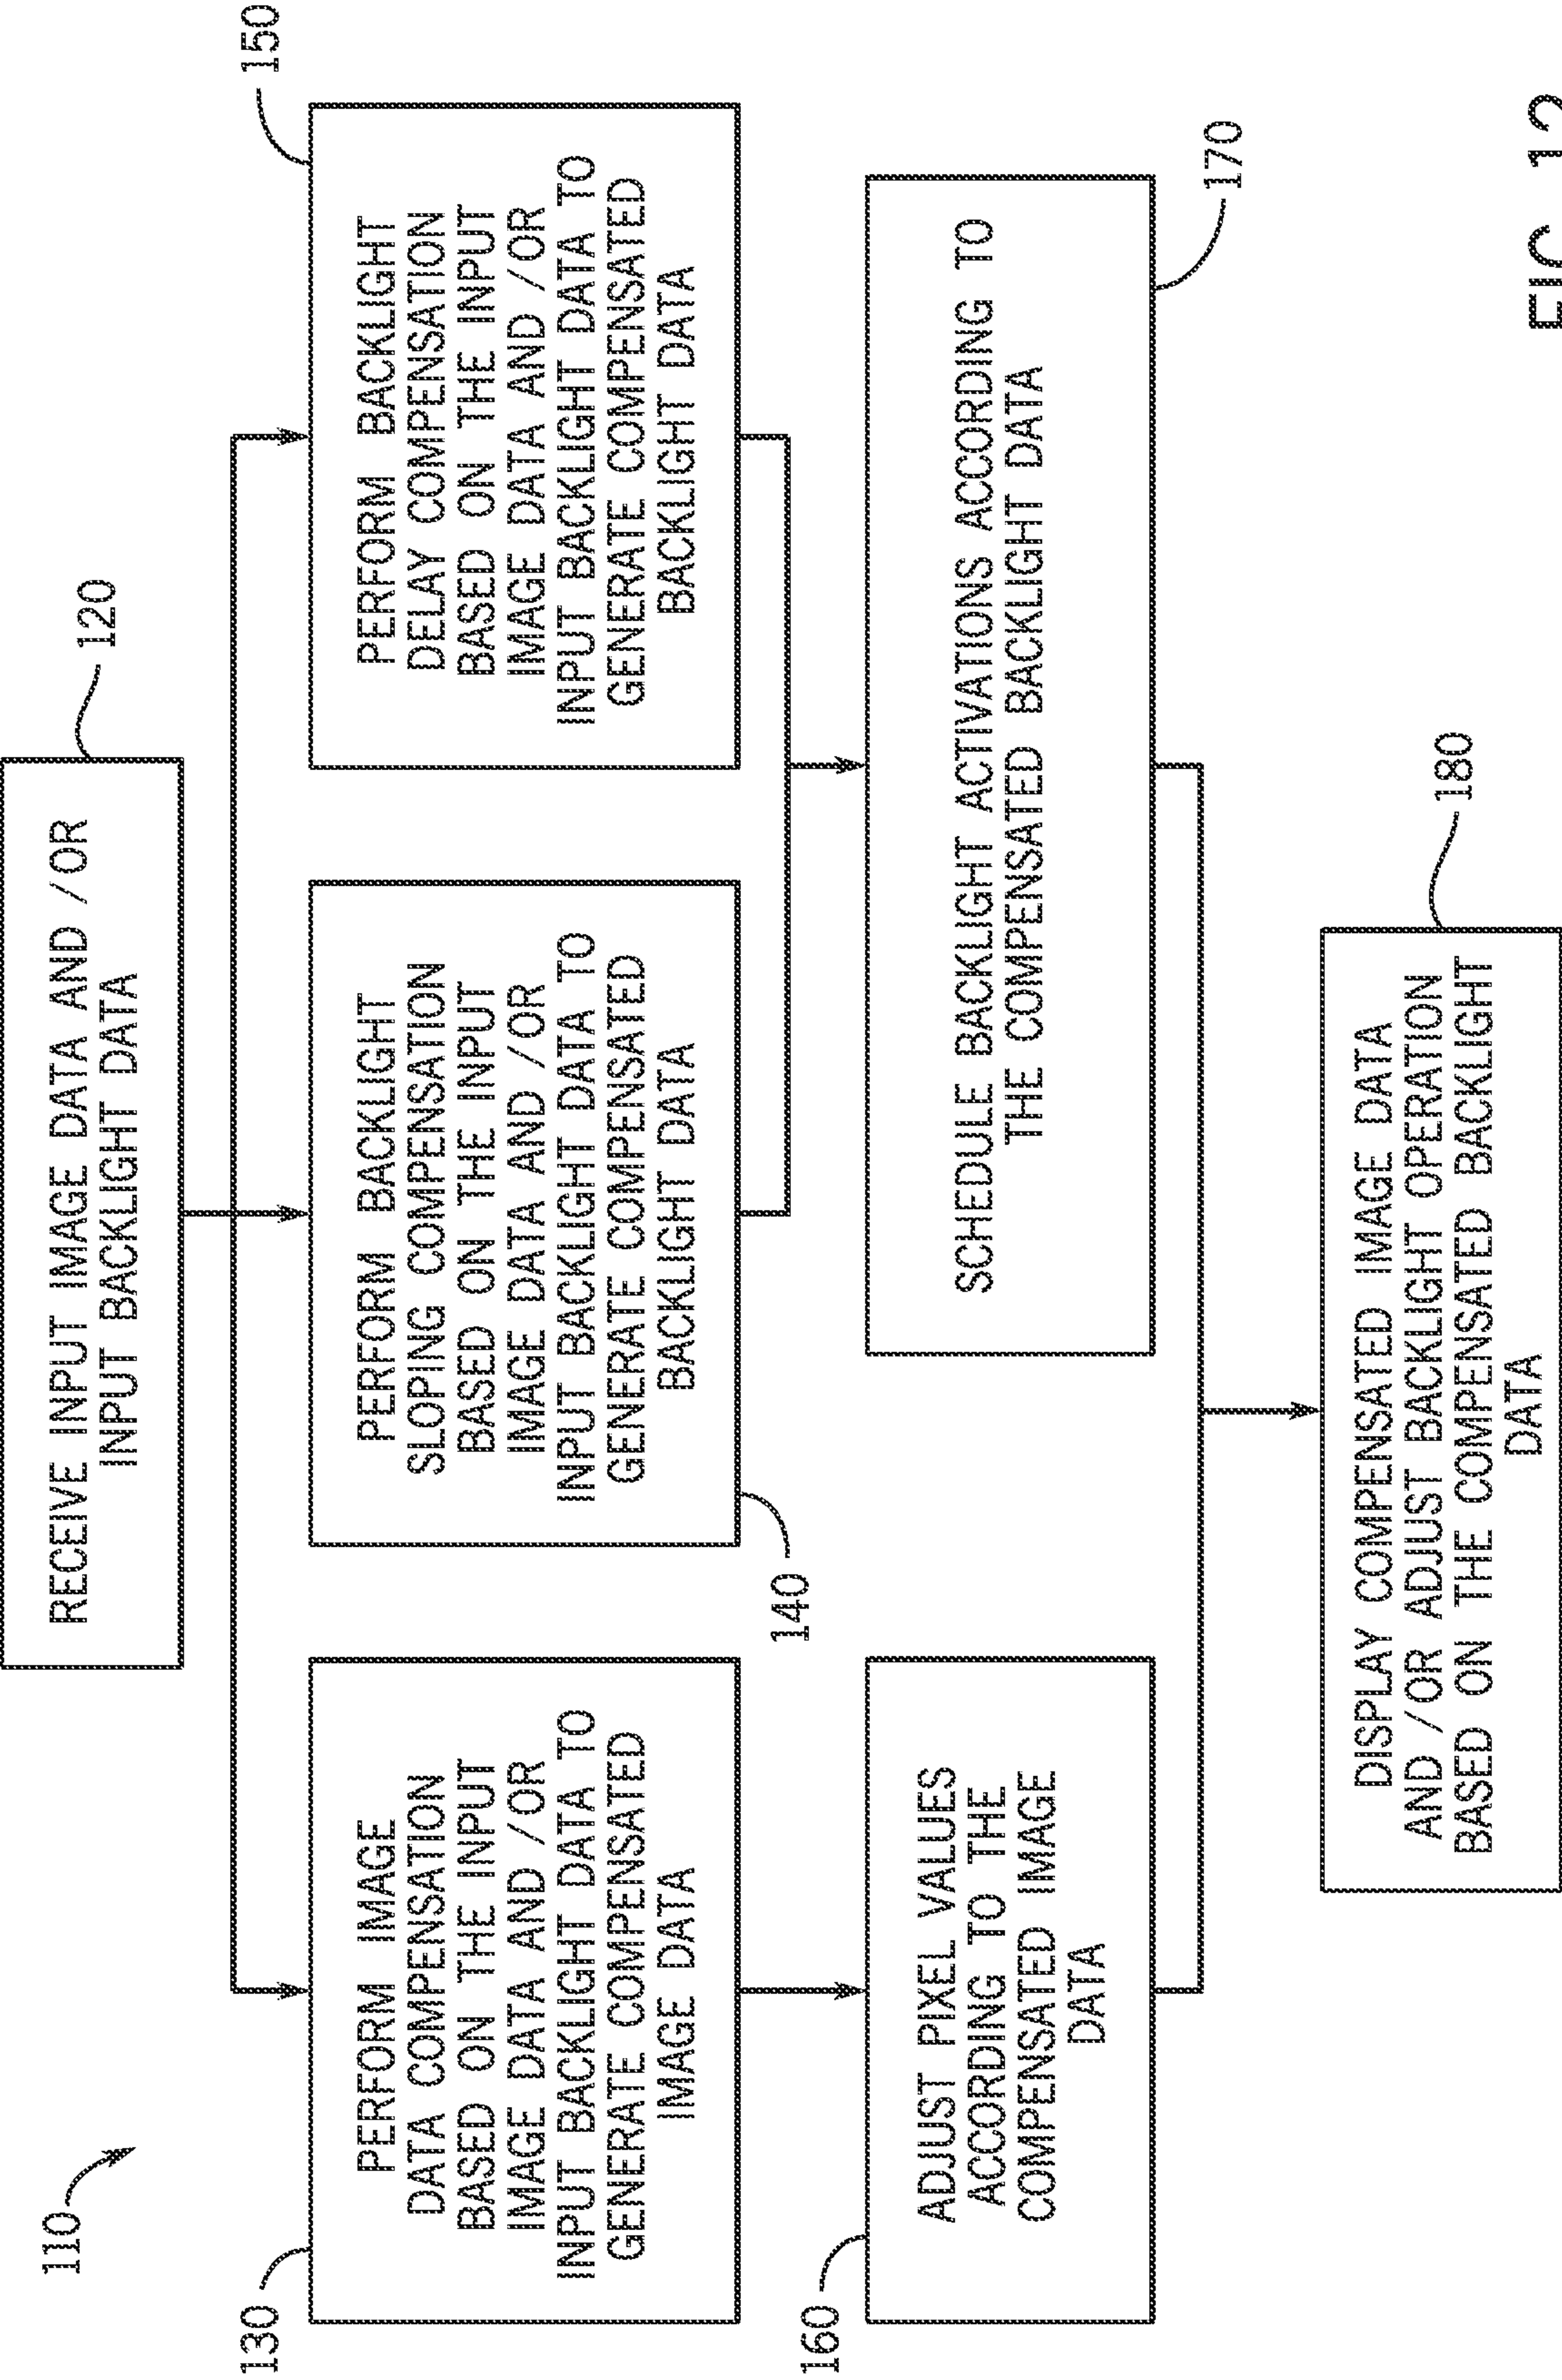 110
RECEIVE INPUT IMAGE DATA AND/OR
INPUT BACKLIGHT DATA
120
130
PERFORM IMAGE
DATA COMPENSATION
BASED ON THE INPUT
IMAGE DATA AND/OR
INPUT BACKLIGHT DATA TO
GENERATE COMPENSATED
IMAGE DATA
PERFORM BACKLIGHT
SLOPING COMPENSATION
BASED ON THE INPUT
IMAGE DATA AND/OR
INPUT BACKLIGHT DATA TO
GENERATE COMPENSATED
BACKLIGHT DATA
140
150
PERFORM BACKLIGHT
DELAY COMPENSATION
BASED ON THE INPUT
IMAGE DATA AND/OR
INPUT BACKLIGHT DATA TO
GENERATE COMPENSATED
BACKLIGHT DATA
160
ADJUST PIXEL VALUES
ACCORDING TO THE
COMPENSATED IMAGE
DATA
SCHEDULE BACKLIGHT ACTIVATIONS ACCORDING TO
THE COMPENSATED BACKLIGHT DATA
170
DISPLAY COMPENSATED IMAGE DATA
AND/OR ADJUST BACKLIGHT OPERATION
BASED ON THE COMPENSATED BACKLIGHT
DATA
180
FIG. 12